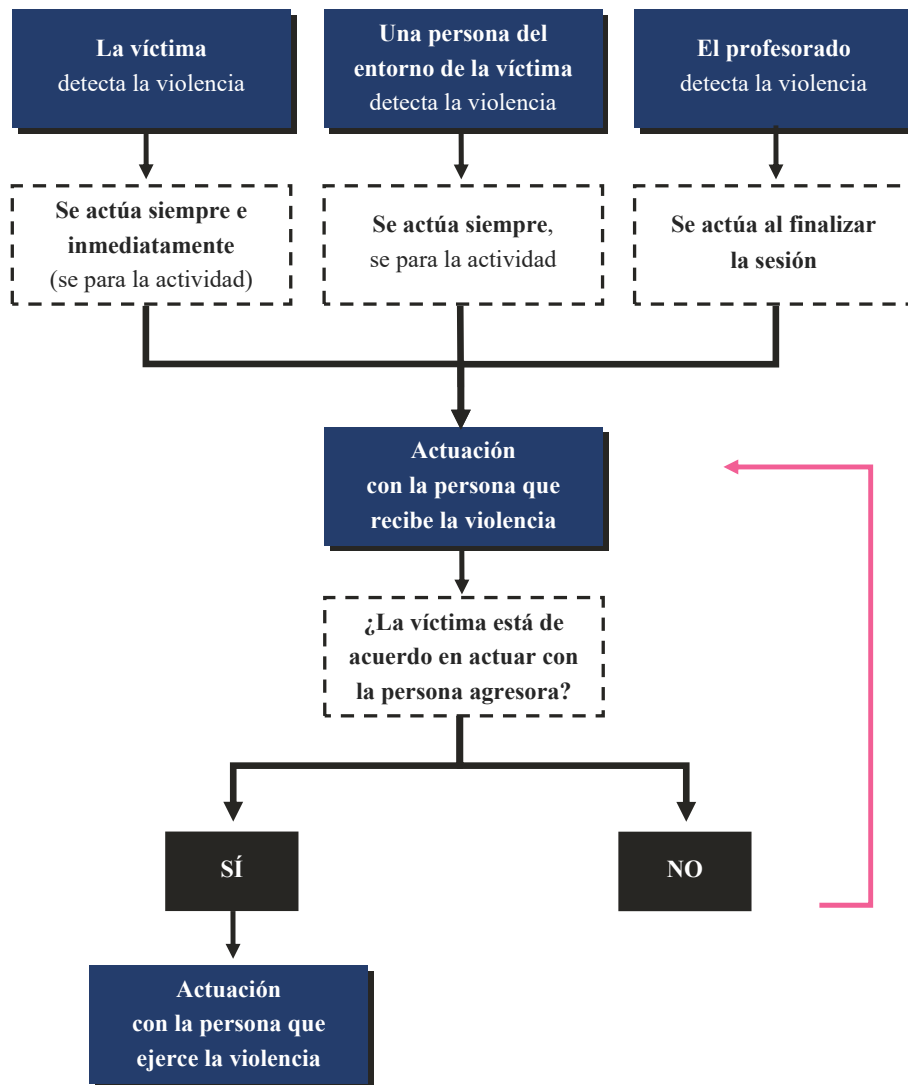 La víctima
detecta la violencia
Una persona del
entorno de la víctima
detecta la violencia
El profesorado
detecta la violencia
Se actúa siempre e
inmediatamente
(se para la actividad)
Se actúa siempre,
se para la actividad
Se actúa al finalizar
la sesión
Actuación
con la persona que
recibe la violencia
¿La víctima está de
acuerdo en actuar con
la persona agresora?
SÍ
NO
Actuación
con la persona que
ejerce la violencia